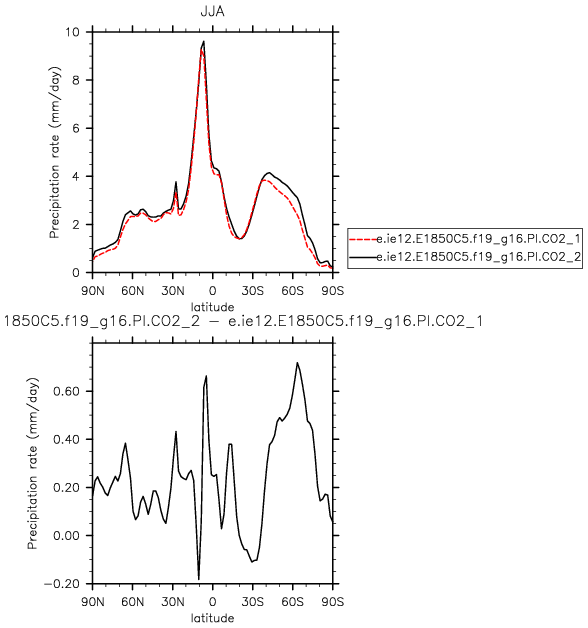 JJA
10
8
6
4
2
0
Precipitation rate (mm/day)
90N 60N 30N 0 30S 60S 90S
latitude
e.ie12.E1850C5.f19_g16.PI.CO2_1
e.ie12.E1850C5.f19_g16.PI.CO2_2
1850C5.f19_g16.PI.CO2_2 − e.ie12.E1850C5.f19_g16.PI.CO2_1
0.60
0.40
0.20
0.00
−0.20
Precipitation rate (mm/day)
90N 60N 30N 0 30S 60S 90S
latitude